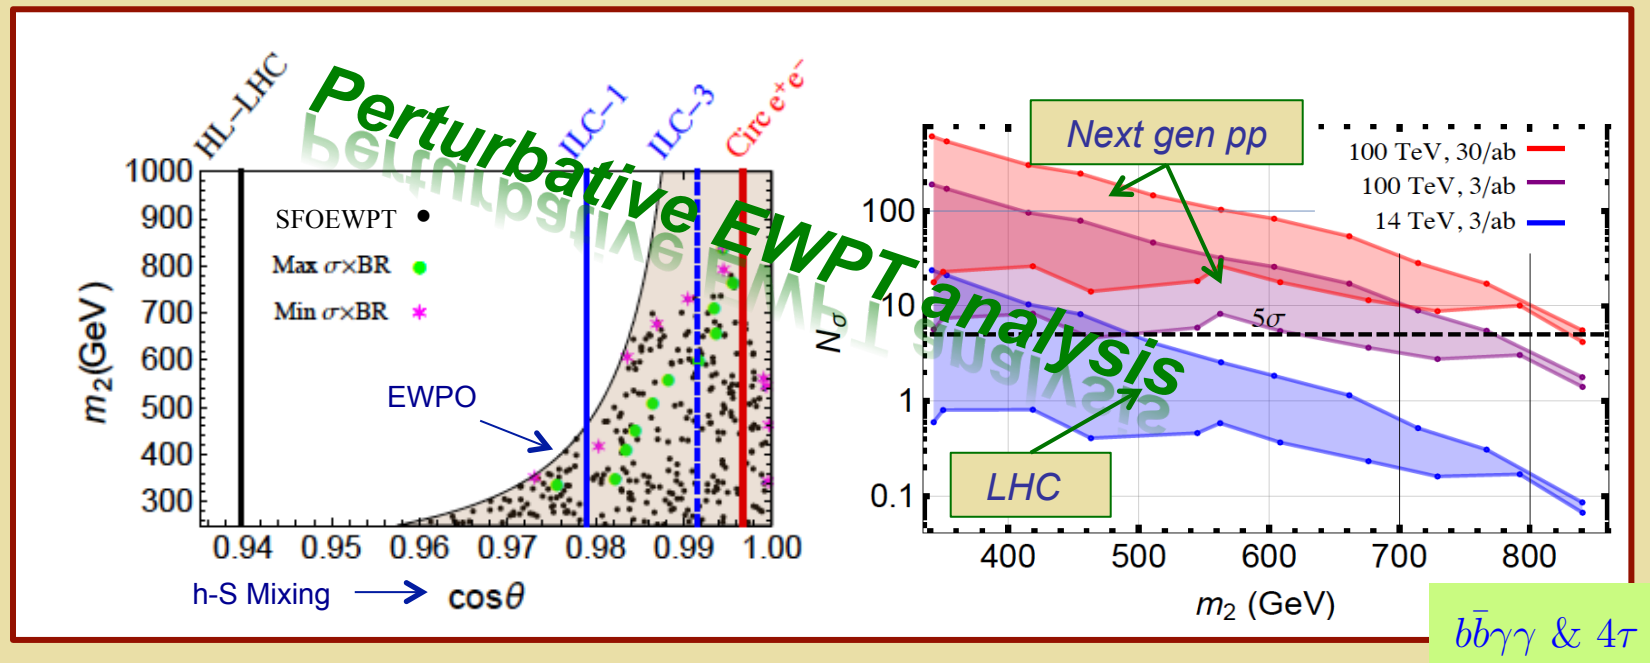 HL-LHC
ILC-1
ILC-3
Circ e⁺e⁻
Perturbative EWPT analysis
1000
900
800
700
600
500
400
300
m₂(GeV)
SFOEWPT
Max σ×BR
Min σ×BR
EWPO
0.94 0.95 0.96 0.97 0.98 0.99 1.00
h-S Mixing
cosθ
Next gen pp
100 TeV, 30/ab
100 TeV, 3/ab
14 TeV, 3/ab
100
10
1
0.1
Nσ
5σ
LHC
400 500 600 700 800
m₂ (GeV)
bb̄γγ & 4τ